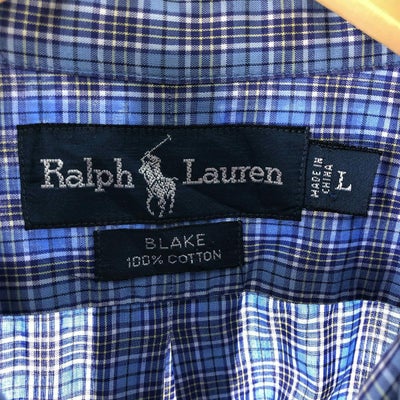 Ralph Lauren
MADE IN
CHINA
L
BLAKE
100% COTTON